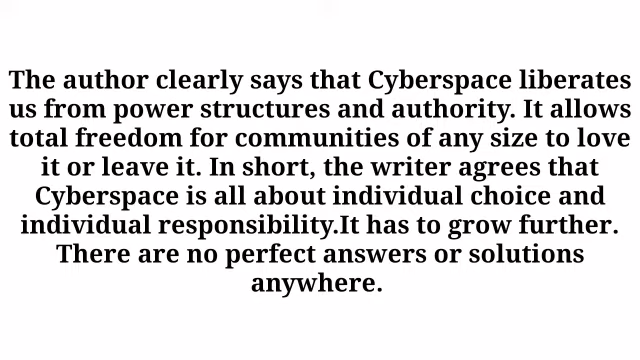 The author clearly says that Cyberspace liberates
us from power structures and authority. It allows
total freedom for communities of any size to love
it or leave it. In short, the writer agrees that
Cyberspace is all about individual choice and
individual responsibility.It has to grow further.
There are no perfect answers or solutions
anywhere.